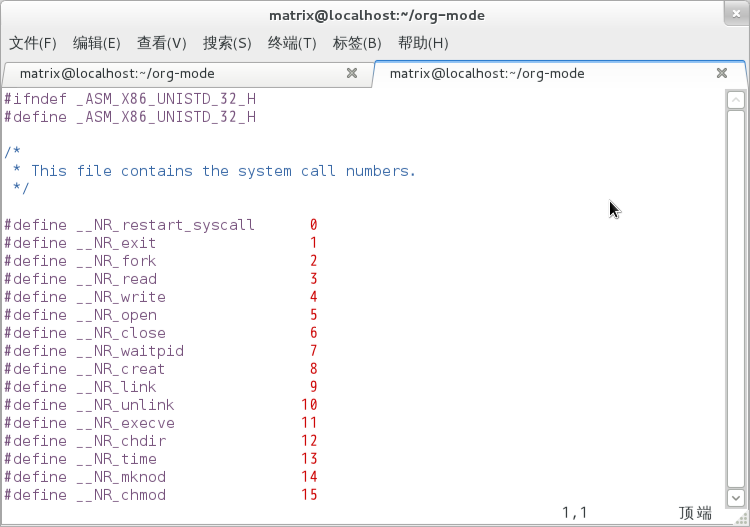 matrix@localhost:~/org-mode
文件(F) 编辑(E) 查看(V) 搜索(S) 终端(T) 标签(B) 帮助(H)
matrix@localhost:~/org-mode matrix@localhost:~/org-mode
#ifndef _ASM_X86_UNISTD_32_H
#define _ASM_X86_UNISTD_32_H
/*
* This file contains the system call numbers.
*/
#define __NR_restart_syscall 0
#define __NR_exit 1
#define __NR_fork 2
#define __NR_read 3
#define __NR_write 4
#define __NR_open 5
#define __NR_close 6
#define __NR_waitpid 7
#define __NR_creat 8
#define __NR_link 9
#define __NR_unlink 10
#define __NR_execve 11
#define __NR_chdir 12
#define __NR_time 13
#define __NR_mknod 14
#define __NR_chmod 15
1,1 顶端